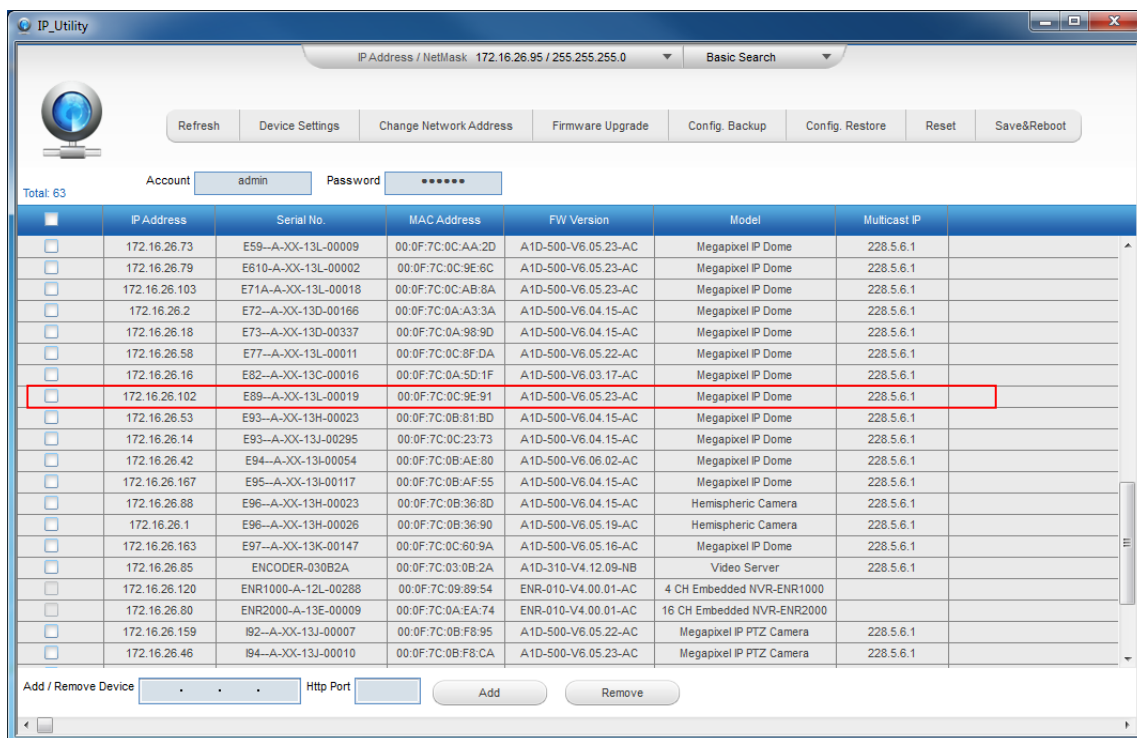 IP_Utility
IP Address / NetMask 172.16.26.95 / 255.255.255.0 Basic Search
Refresh Device Settings Change Network Address Firmware Upgrade Config. Backup Config. Restore Reset Save&Reboot
Account admin Password ●●●●●●
Total: 63
IP Address Serial No. MAC Address FW Version Model Multicast IP
172.16.26.73 E59--A-XX-13L-00009 00:0F:7C:0C:AA:2D A1D-500-V6.05.23-AC Megapixel IP Dome 228.5.6.1
172.16.26.79 E610-A-XX-13L-00002 00:0F:7C:0C:9E:6C A1D-500-V6.05.23-AC Megapixel IP Dome 228.5.6.1
172.16.26.103 E71A-A-XX-13L-00018 00:0F:7C:0C:AB:8A A1D-500-V6.05.23-AC Megapixel IP Dome 228.5.6.1
172.16.26.2 E72--A-XX-13D-00166 00:0F:7C:0A:A3:3A A1D-500-V6.04.15-AC Megapixel IP Dome 228.5.6.1
172.16.26.18 E73--A-XX-13D-00337 00:0F:7C:0A:98:9D A1D-500-V6.04.15-AC Megapixel IP Dome 228.5.6.1
172.16.26.58 E77--A-XX-13L-00011 00:0F:7C:0C:8F:DA A1D-500-V6.05.22-AC Megapixel IP Dome 228.5.6.1
172.16.26.16 E82--A-XX-13C-00016 00:0F:7C:0A:5D:1F A1D-500-V6.03.17-AC Megapixel IP Dome 228.5.6.1
172.16.26.102 E89--A-XX-13L-00019 00:0F:7C:0C:9E:91 A1D-500-V6.05.23-AC Megapixel IP Dome 228.5.6.1
172.16.26.53 E93--A-XX-13H-00023 00:0F:7C:0B:81:BD A1D-500-V6.04.15-AC Megapixel IP Dome 228.5.6.1
172.16.26.14 E93--A-XX-13J-00295 00:0F:7C:0C:23:73 A1D-500-V6.04.15-AC Megapixel IP Dome 228.5.6.1
172.16.26.42 E94--A-XX-13I-00054 00:0F:7C:0B:AE:80 A1D-500-V6.06.02-AC Megapixel IP Dome 228.5.6.1
172.16.26.167 E95--A-XX-13I-00117 00:0F:7C:0B:AF:55 A1D-500-V6.04.15-AC Megapixel IP Dome 228.5.6.1
172.16.26.88 E96--A-XX-13H-00023 00:0F:7C:0B:36:8D A1D-500-V6.04.15-AC Hemispheric Camera 228.5.6.1
172.16.26.1 E96--A-XX-13H-00026 00:0F:7C:0B:36:90 A1D-500-V6.05.19-AC Hemispheric Camera 228.5.6.1
172.16.26.163 E97--A-XX-13K-00147 00:0F:7C:0C:60:9A A1D-500-V6.05.16-AC Megapixel IP Dome 228.5.6.1
172.16.26.85 ENCODER-030B2A 00:0F:7C:03:0B:2A A1D-310-V4.12.09-NB Video Server 228.5.6.1
172.16.26.120 ENR1000-A-12L-00288 00:0F:7C:09:89:54 ENR-010-V4.00.01-AC 4 CH Embedded NVR-ENR1000
172.16.26.80 ENR2000-A-13E-00009 00:0F:7C:0A:EA:74 ENR-010-V4.00.01-AC 16 CH Embedded NVR-ENR2000
172.16.26.159 I92--A-XX-13J-00007 00:0F:7C:0B:F8:95 A1D-500-V6.05.22-AC Megapixel IP PTZ Camera 228.5.6.1
172.16.26.46 I94--A-XX-13J-00010 00:0F:7C:0B:F8:CA A1D-500-V6.05.23-AC Megapixel IP PTZ Camera 228.5.6.1
Add / Remove Device . . . Http Port Add Remove